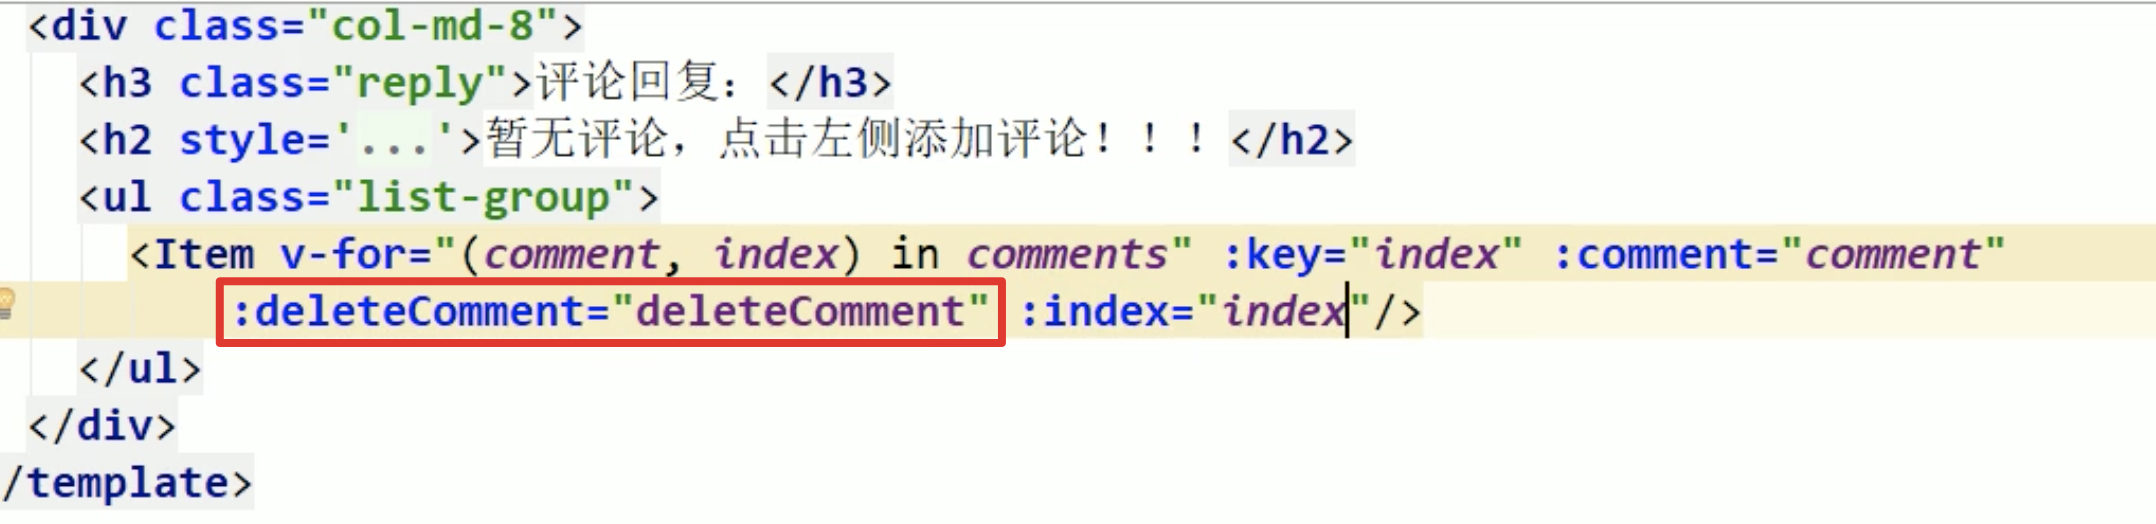 <div class="col-md-8">
<h3 class="reply">评论回复：</h3>
<h2 style='...'>暂无评论，点击左侧添加评论！！！</h2>
<ul class="list-group">
<Item v-for="(comment, index) in comments" :key="index" :comment="comment"
:deleteComment="deleteComment" :index="index"/>
</ul>
</div>
/template>